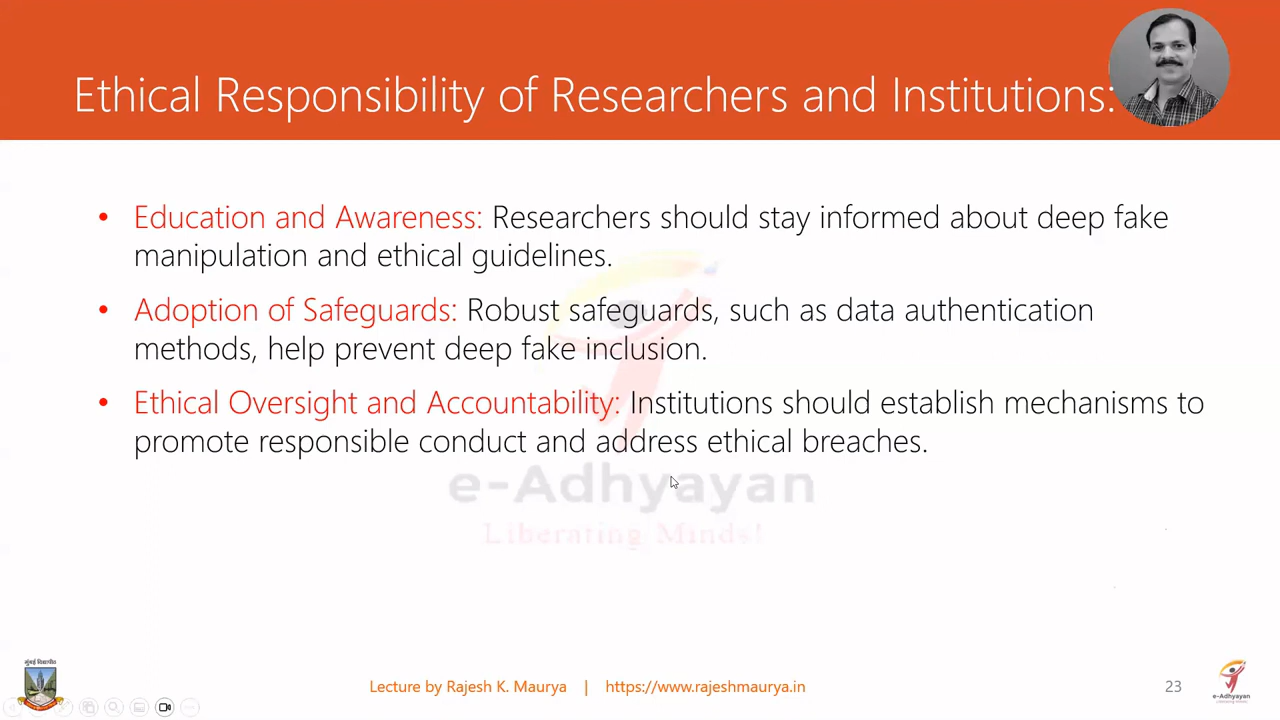 Ethical Responsibility of Researchers and Institutions:
• Education and Awareness: Researchers should stay informed about deep fake
manipulation and ethical guidelines.
• Adoption of Safeguards: Robust safeguards, such as data authentication
methods, help prevent deep fake inclusion.
• Ethical Oversight and Accountability: Institutions should establish mechanisms to
promote responsible conduct and address ethical breaches.
e-Adhyayan
Liberating Minds!
मुंबई विद्यापीठ
Lecture by Rajesh K. Maurya | https://www.rajeshmaurya.in
23
e-Adhyayan
Liberating Minds!